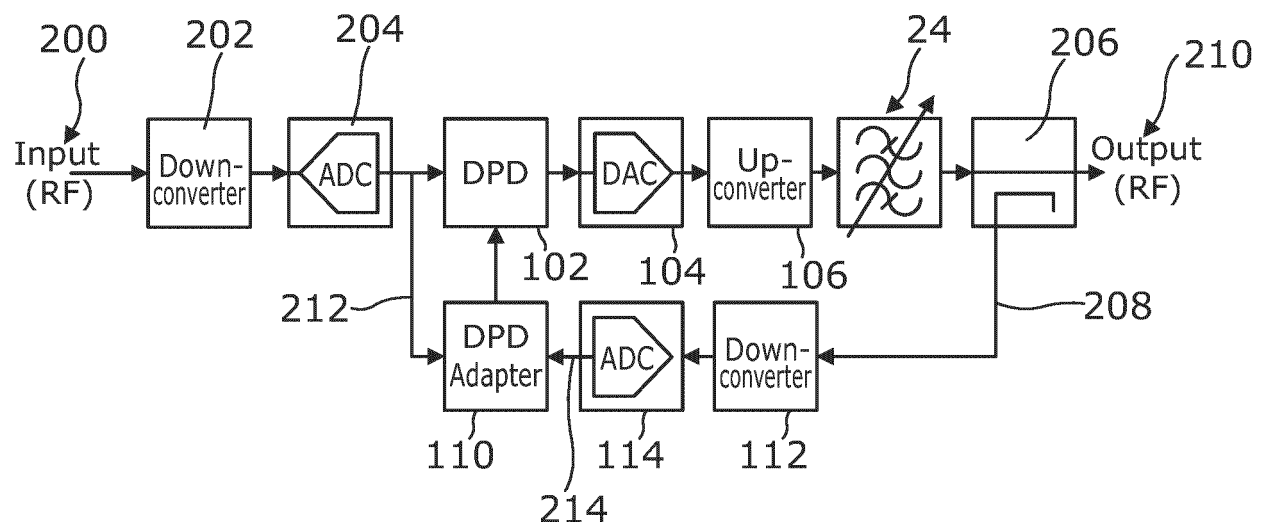 200
202
204
24
206
210
Input
(RF)
Down-
converter
ADC
DPD
DAC
Up-
converter
Output
(RF)
102
104
106
212
208
DPD
Adapter
ADC
Down-
converter
110
114
112
214